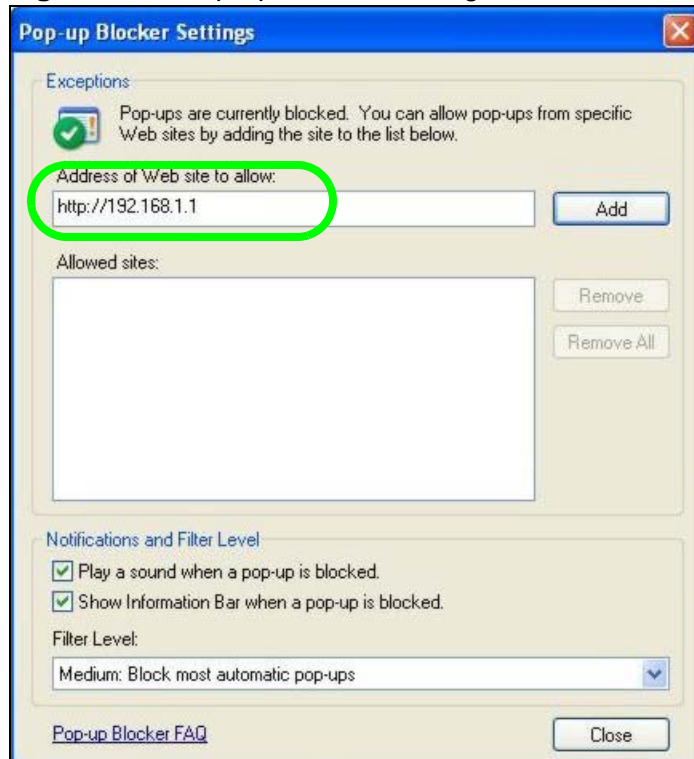 Pop-up Blocker Settings
Exceptions
Pop-ups are currently blocked. You can allow pop-ups from specific
Web sites by adding the site to the list below.
Address of Web site to allow:
http://192.168.1.1
Add
Allowed sites:
Remove
Remove All
Notifications and Filter Level
Play a sound when a pop-up is blocked.
Show Information Bar when a pop-up is blocked.
Filter Level:
Medium: Block most automatic pop-ups
Pop-up Blocker FAQ
Close